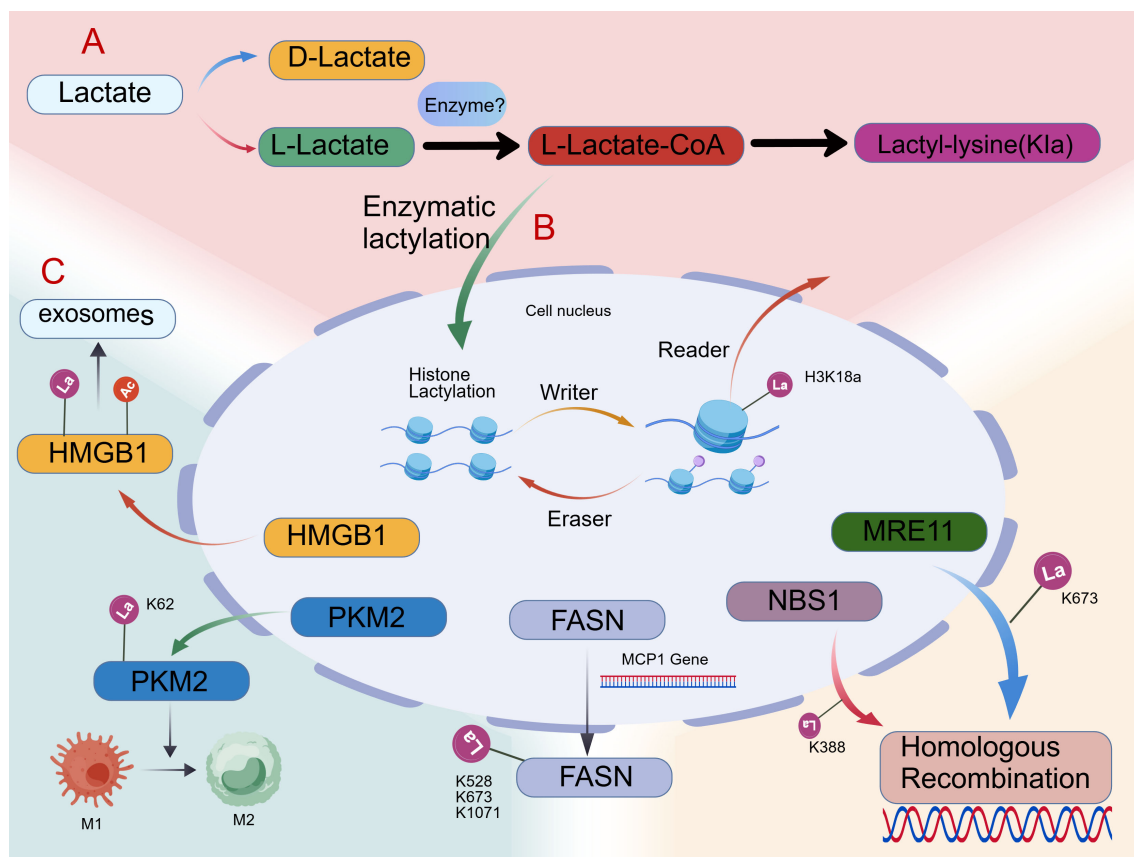 A
Lactate
D-Lactate
Enzyme?
L-Lactate
L-Lactate-CoA
Lactyl-lysine(Kla)
Enzymatic
lactylation
B
C
exosomes
La
Ac
HMGB1
Cell nucleus
Histone
Lactylation
Writer
Reader
La
H3K18a
Eraser
HMGB1
MRE11
La
K673
La
K62
PKM2
PKM2
FASN
MCP1 Gene
NBS1
La
K388
M1
M2
La
K528
K673
K1071
FASN
Homologous
Recombination